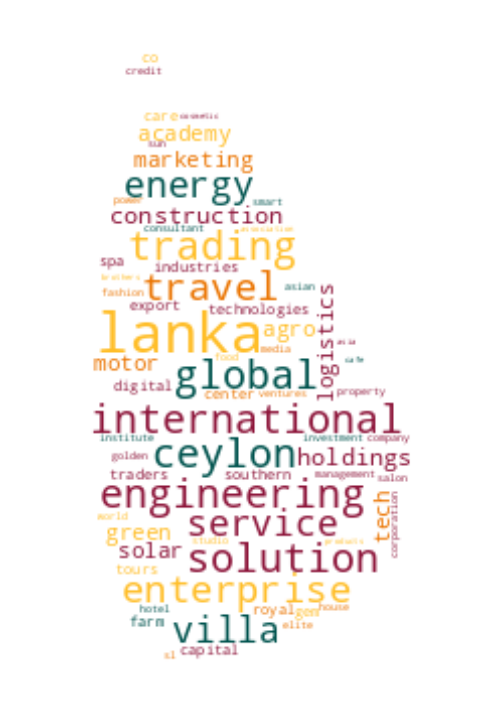 co
credit
care cosmetic
academy
sun
marketing
energy
power smart
construction
consultant association
trading
spa industries
brothers
travel asian
fashion
export technologies
logistics
lanka agro
asia
media
motor food cafe
global
digital center ventures property
international
institute investment company
ceylon holdings
golden
traders southern management salon
engineering
tech corporation
world
service
green studio products
solar solution
tours
enterprise
hotel royal gem house
farm villa elite
capital
sl